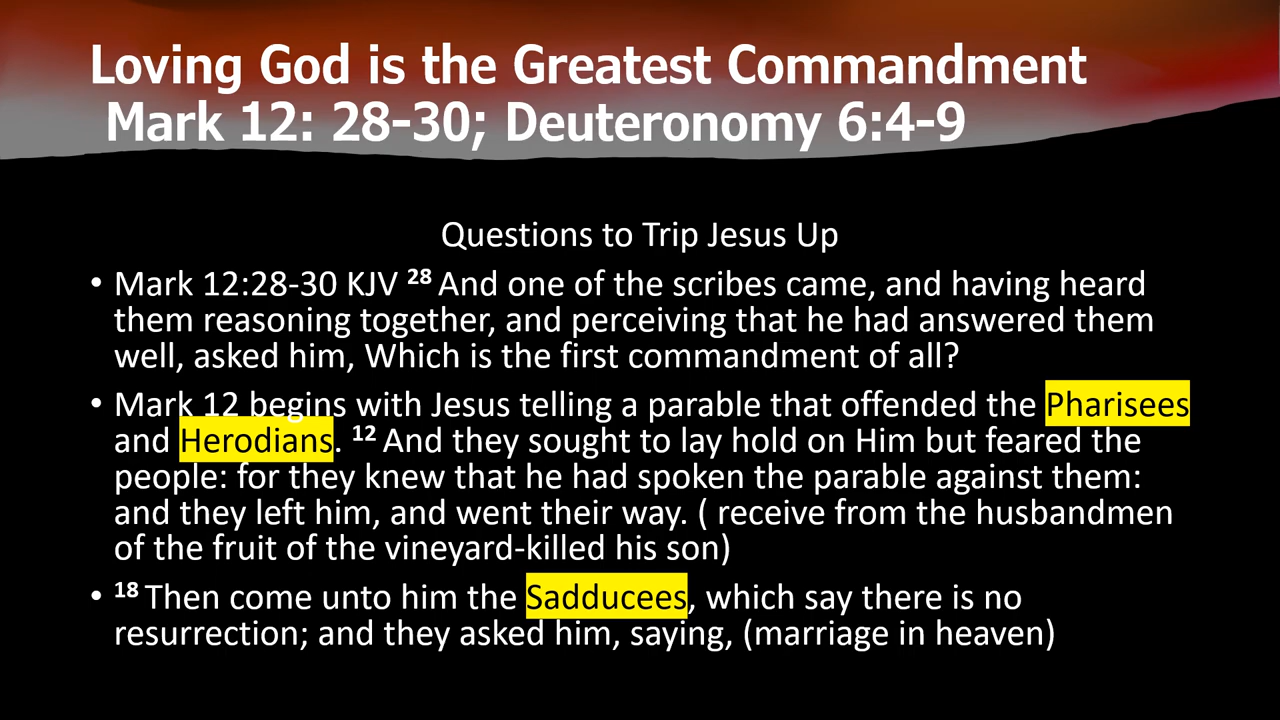 Loving God is the Greatest Commandment
Mark 12: 28-30; Deuteronomy 6:4-9
Questions to Trip Jesus Up
• Mark 12:28-30 KJV 28 And one of the scribes came, and having heard
them reasoning together, and perceiving that he had answered them
well, asked him, Which is the first commandment of all?
• Mark 12 begins with Jesus telling a parable that offended the Pharisees
and Herodians. 12 And they sought to lay hold on Him but feared the
people: for they knew that he had spoken the parable against them:
and they left him, and went their way. ( receive from the husbandmen
of the fruit of the vineyard-killed his son)
• 18 Then come unto him the Sadducees, which say there is no
resurrection; and they asked him, saying, (marriage in heaven)